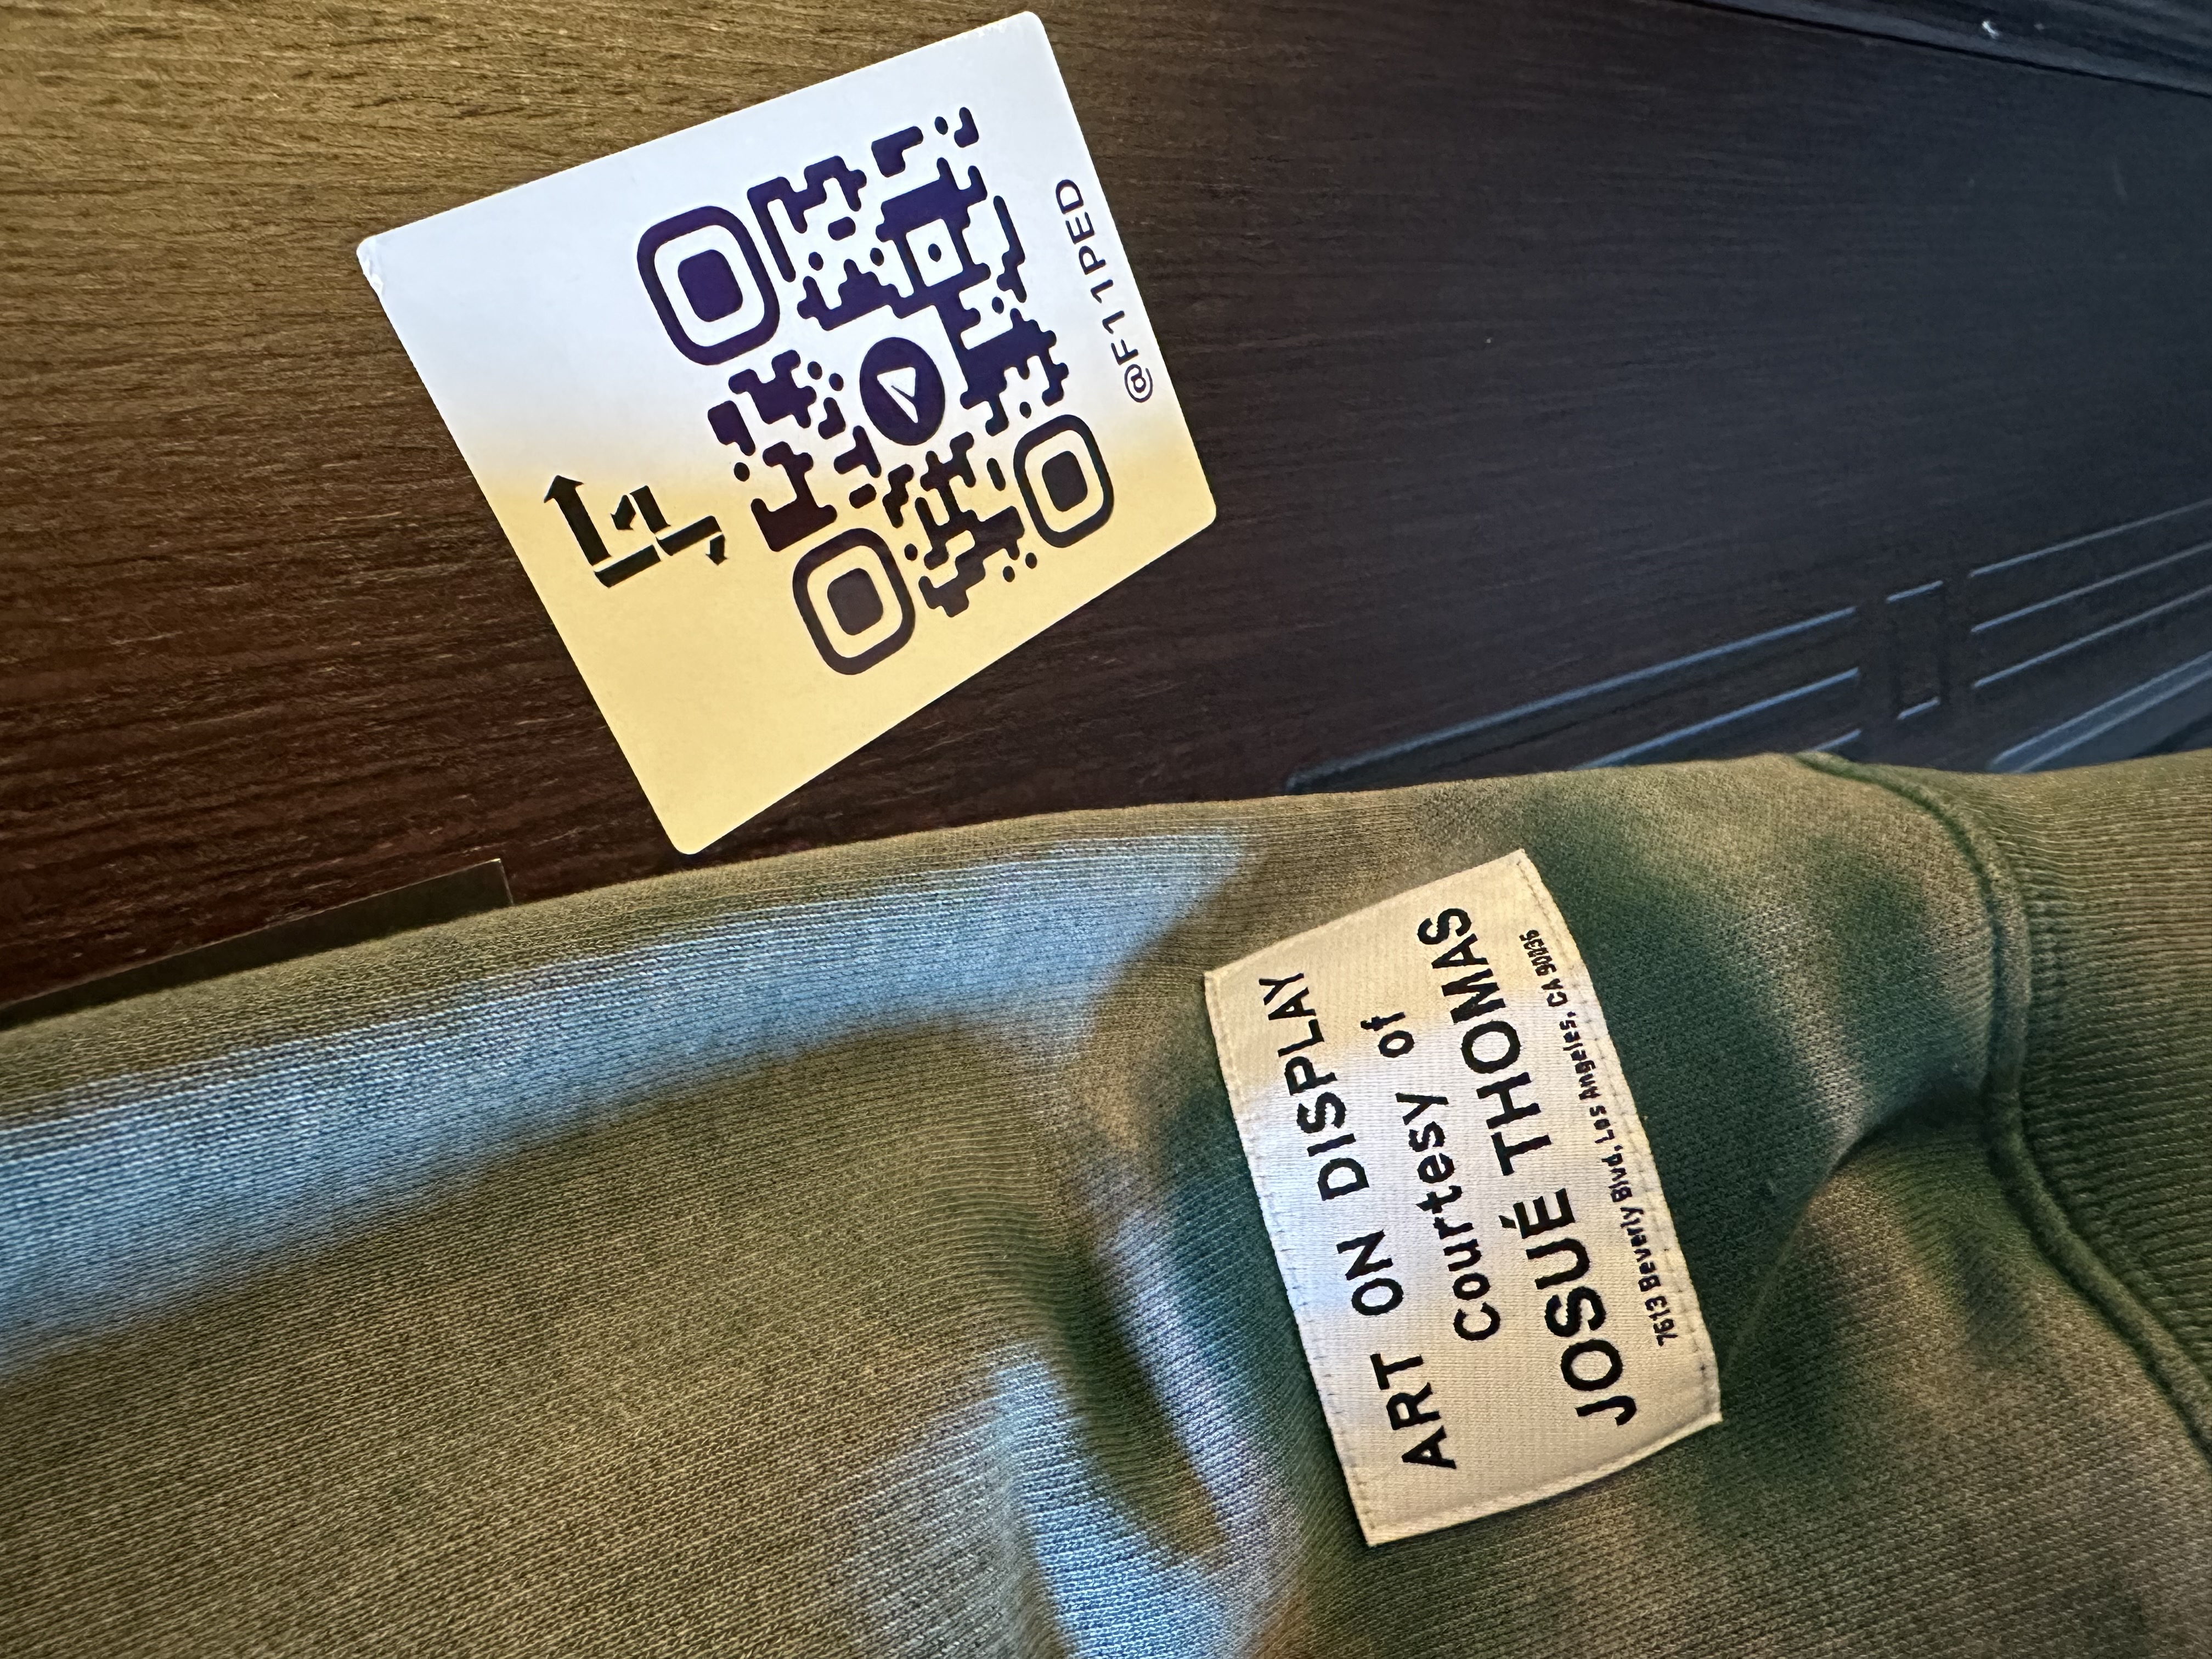 @F11PED
ART ON DISPLAY
Courtesy of
JOSUÉ THOMAS
7613 Beverly Blvd, Los Angeles, CA 90036